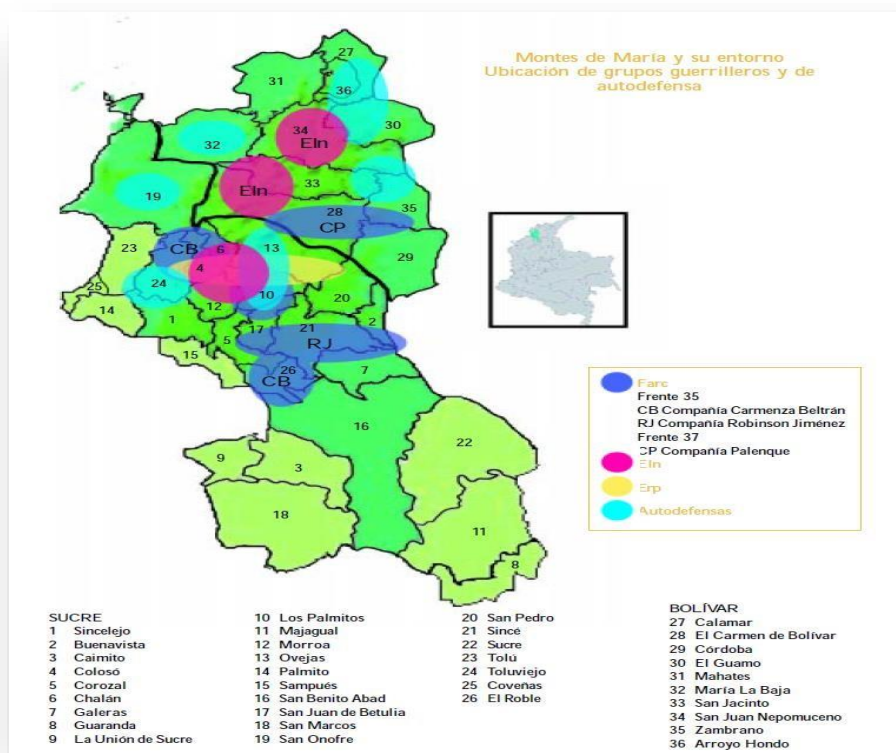 Montes de María y su entorno
Ubicación de grupos guerrilleros y de
autodefensa
27
31
36
30
34
Eln
32
33
Eln
19
28
CP
35
23
CB
6
13
29
4
24
25
10
20
14
12
1
17
21
2
5
RJ
15
26
CB
7
16
22
9
3
18
11
8
Farc
Frente 35
CB Compañía Carmenza Beltrán
RJ Compañía Robinson Jiménez
Frente 37
CP Compañía Palenque
Eln
Erp
Autodefensas
SUCRE
1 Sincelejo
2 Buenavista
3 Caimito
4 Colosó
5 Corozal
6 Chalán
7 Galeras
8 Guaranda
9 La Unión de Sucre
10 Los Palmitos
11 Majagual
12 Morroa
13 Ovejas
14 Palmito
15 Sampués
16 San Benito Abad
17 San Juan de Betulia
18 San Marcos
19 San Onofre
20 San Pedro
21 Sincé
22 Sucre
23 Tolú
24 Toluviejo
25 Coveñas
26 El Roble
BOLÍVAR
27 Calamar
28 El Carmen de Bolívar
29 Córdoba
30 El Guamo
31 Mahates
32 María La Baja
33 San Jacinto
34 San Juan Nepomuceno
35 Zambrano
36 Arroyo Hondo